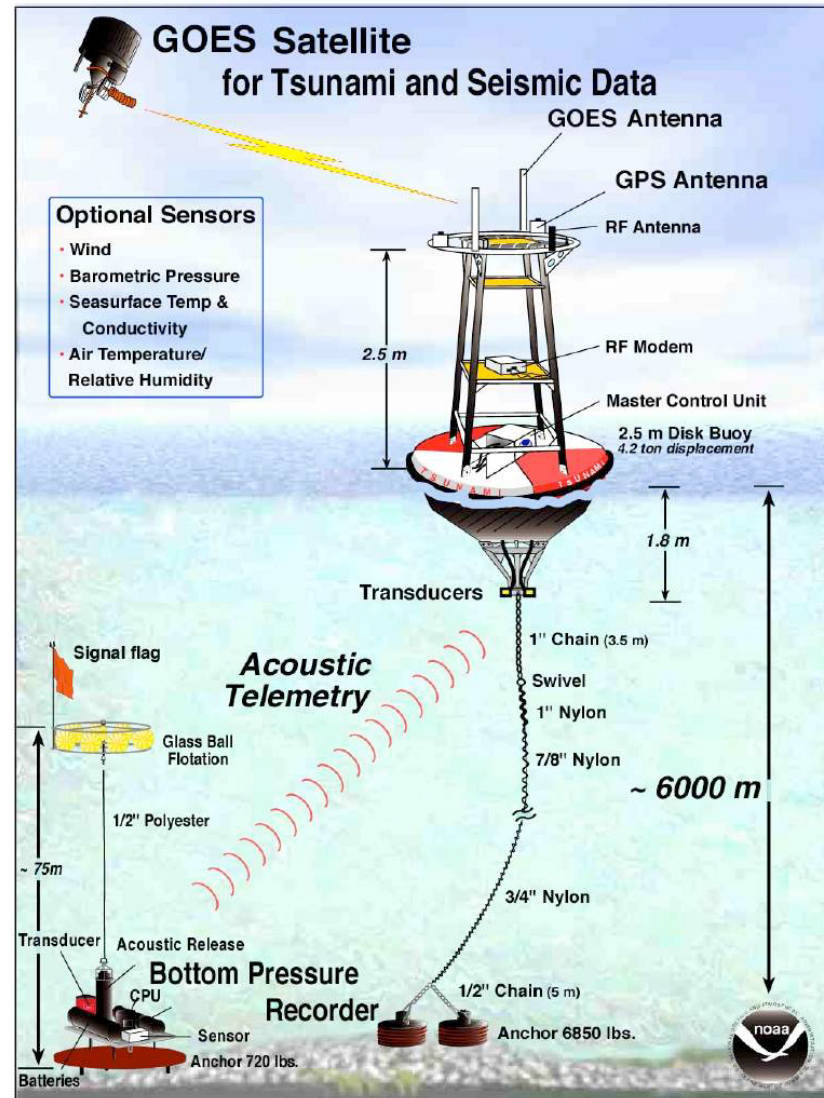 GOES Satellite
for Tsunami and Seismic Data
GOES Antenna
GPS Antenna
RF Antenna
Optional Sensors
• Wind
• Barometric Pressure
• Seasurface Temp &
Conductivity
• Air Temperature/
Relative Humidity
2.5 m
RF Modem
Master Control Unit
2.5 m Disk Buoy
4.2 ton displacement
TSUNAMI
TSUNAMI
1.8 m
Transducers
1" Chain (3.5 m)
Signal flag
Acoustic
Telemetry
Swivel
1" Nylon
Glass Ball
Flotation
7/8" Nylon
~ 6000 m
1/2" Polyester
~ 75m
3/4" Nylon
Transducer
Acoustic Release
Bottom Pressure
Recorder
CPU
1/2" Chain (5 m)
Sensor
Anchor 6850 lbs.
Anchor 720 lbs.
Batteries
noaa